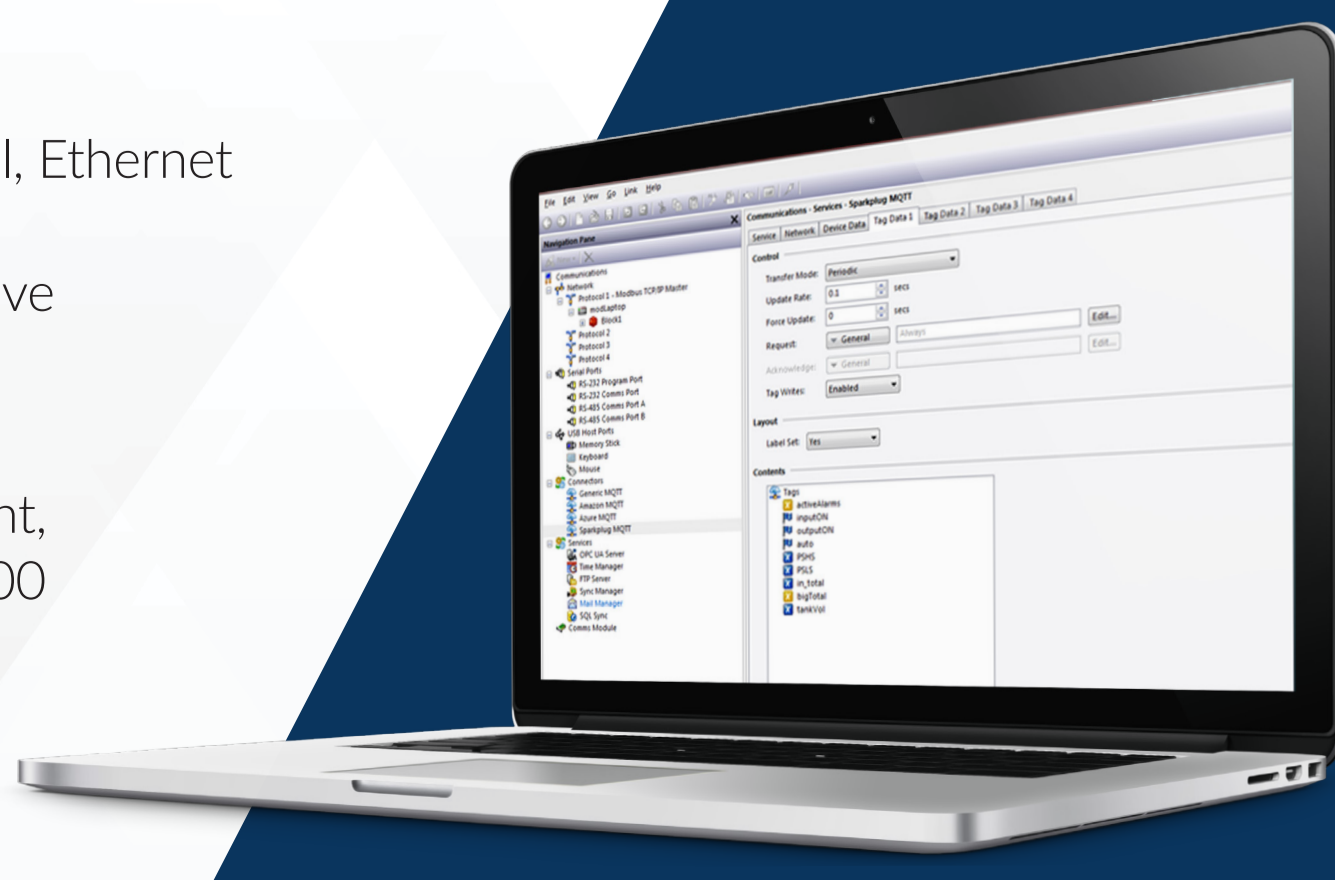 l, Ethernet
ve
nt,
00
File Edit View Go Link Help
Navigation Pane
Communications
Network
Protocol 1 - Modbus TCP/IP Master
modLaptop
Block1
Protocol 2
Protocol 3
Protocol 4
Serial Ports
RS-232 Program Port
RS-232 Comms Port
RS-485 Comms Port A
RS-485 Comms Port B
USB Host Ports
Memory Stick
Keyboard
Mouse
Connectors
Generic MQTT
Amazon MQTT
Azure MQTT
Sparkplug MQTT
Services
OPC UA Server
Time Manager
FTP Server
Sync Manager
Mail Manager
SQL Sync
Comms Module
Communications - Services - Sparkplug MQTT
Service Network Device Data Tag Data 1 Tag Data 2 Tag Data 3 Tag Data 4
Control
Transfer Mode: Periodic
Update Rate: 0.1 secs
Force Update: 0 secs
Request: General Always Edit...
Acknowledge: General Edit...
Tag Writes: Enabled
Layout
Label Set: Yes
Contents
Tags
activeAlarms
inputON
outputON
auto
PSHS
PSLS
in_total
bigTotal
tankVol